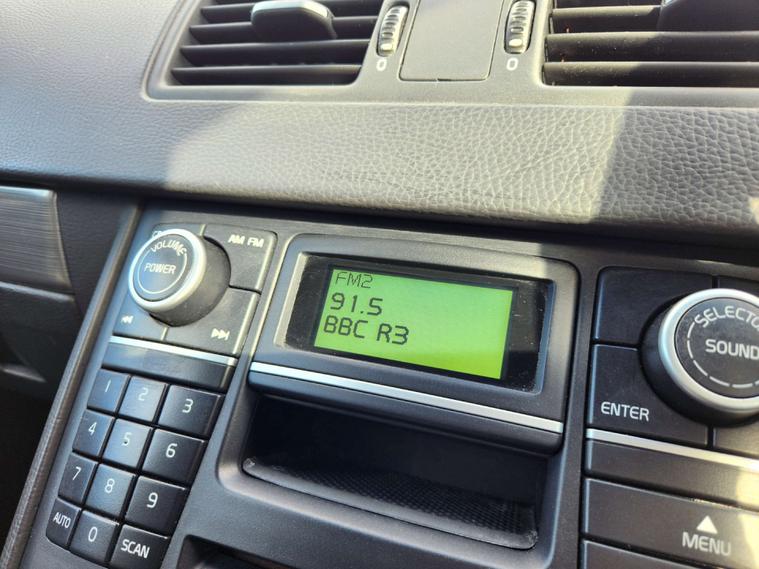 0
0
VOLUME
POWER
AM FM
FM2
91.5
BBC R3
SELECTOR
SOUND
ENTER
1
2
3
4
5
6
7
8
9
AUTO
0
SCAN
MENU